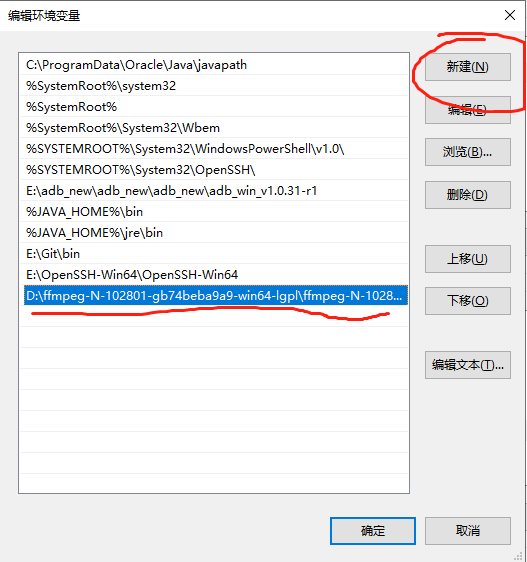 编辑环境变量
C:\ProgramData\Oracle\Java\javapath
%SystemRoot%\system32
%SystemRoot%
%SystemRoot%\System32\Wbem
%SYSTEMROOT%\System32\WindowsPowerShell\v1.0\
%SYSTEMROOT%\System32\OpenSSH\
E:\adb_new\adb_new\adb_new\adb_win_v1.0.31-r1
%JAVA_HOME%\bin
%JAVA_HOME%\jre\bin
E:\Git\bin
E:\OpenSSH-Win64\OpenSSH-Win64
D:\ffmpeg-N-102801-gb74beba9a9-win64-lgpl\ffmpeg-N-1028...
新建(N)
编辑(E)
浏览(B)...
删除(D)
上移(U)
下移(O)
编辑文本(T)...
确定
取消